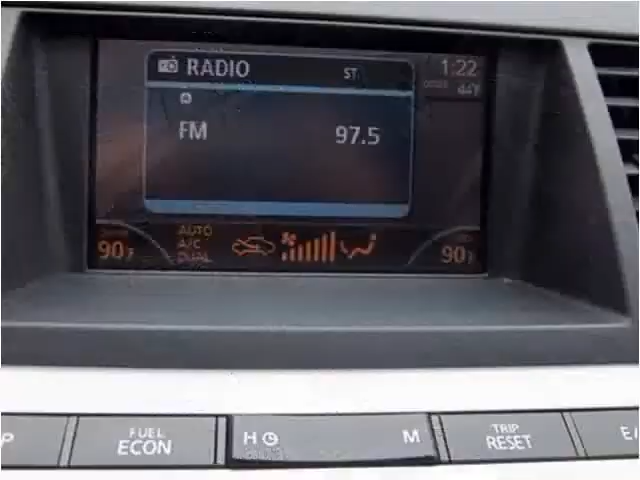 RADIO ST 1:22
44°F
FM 97.5
AUTO
90°F A/C 90°F
DUAL
P FUEL ECON H M TRIP RESET E/